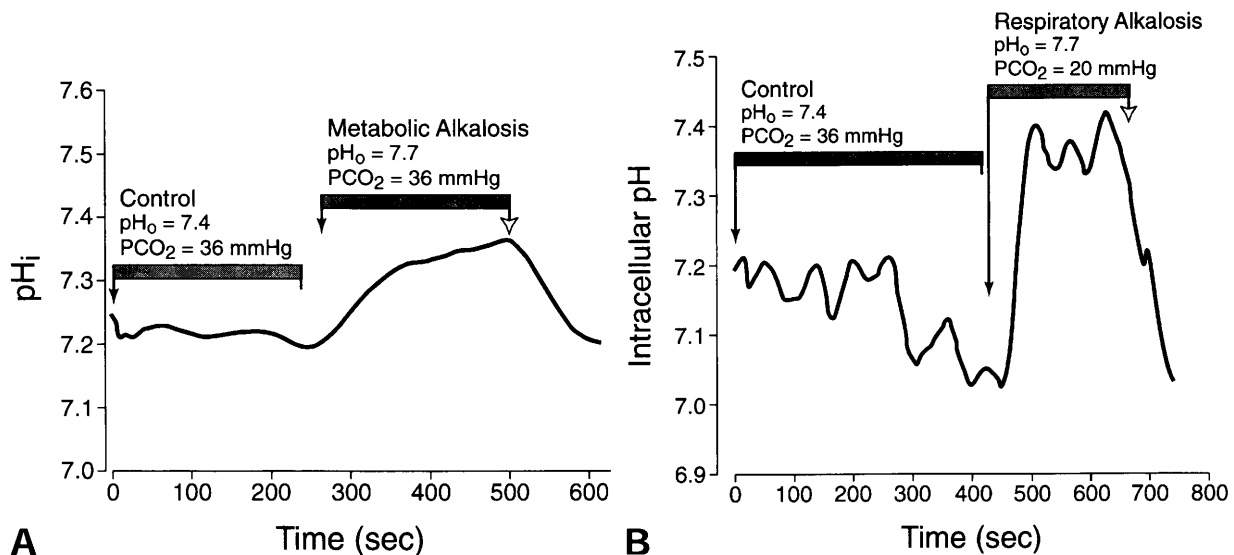 7.6
7.5
7.4
7.3
7.2
7.1
7.0
pHi
Control
pHo = 7.4
PCO2 = 36 mmHg
Metabolic Alkalosis
pHo = 7.7
PCO2 = 36 mmHg
0 100 200 300 400 500 600
Time (sec)
A
7.5
7.4
7.3
7.2
7.1
7.0
6.9
Intracellular pH
Control
pHo = 7.4
PCO2 = 36 mmHg
Respiratory Alkalosis
pHo = 7.7
PCO2 = 20 mmHg
0 100 200 300 400 500 600 700 800
Time (sec)
B